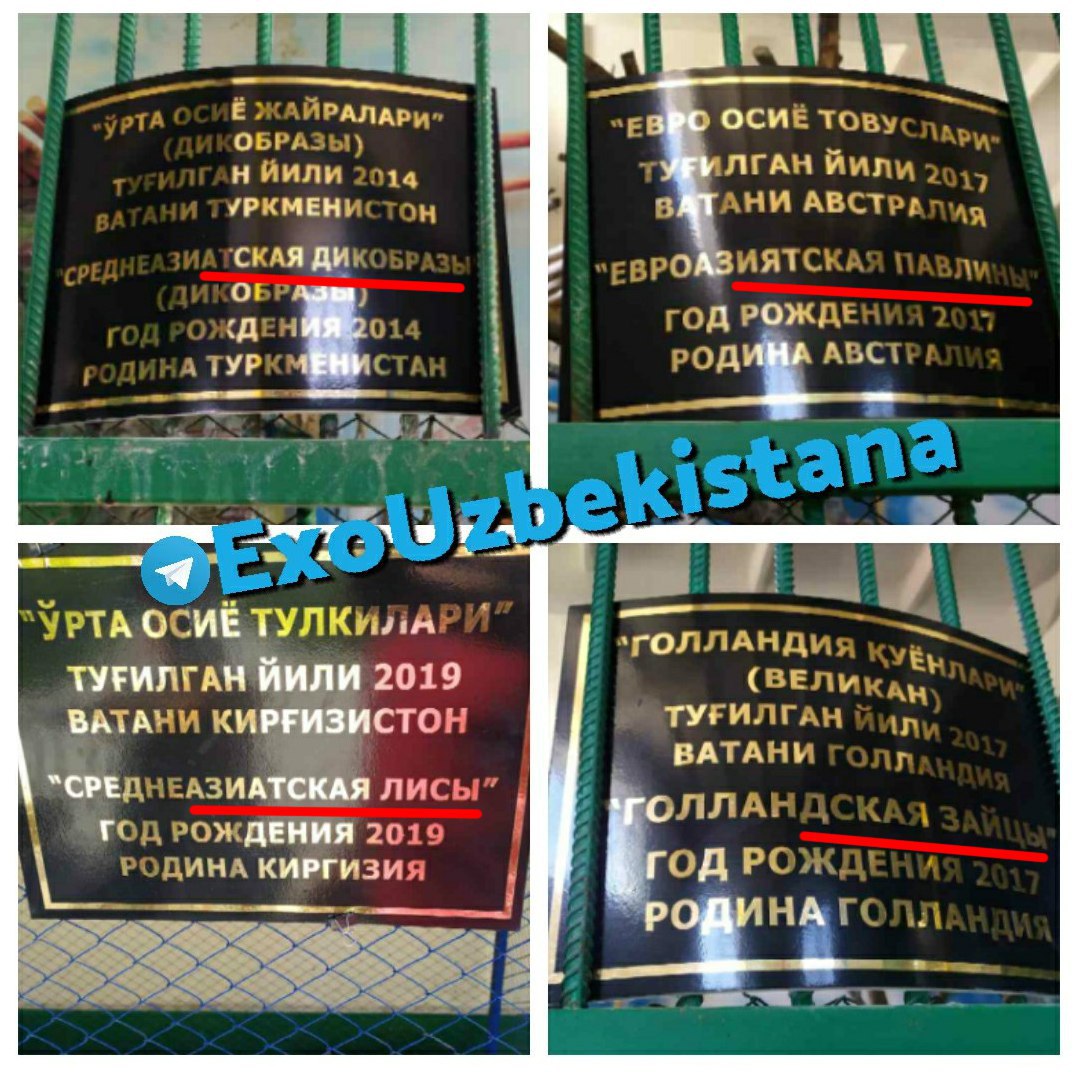 "ЎРТА ОСИЁ ЖАЙРАЛАРИ"
(ДИКОБРАЗЫ)
ТУҒИЛГАН ЙИЛИ 2014
ВАТАНИ ТУРКМЕНИСТОН
"СРЕДНЕАЗИАТСКАЯ ДИКОБРАЗЫ
(ДИКОБРАЗЫ)
ГОД РОЖДЕНИЯ 2014
РОДИНА ТУРКМЕНИСТАН
"ЕВРО ОСИЁ ТОВУСЛАРИ"
ТУҒИЛГАН ЙИЛИ 2017
ВАТАНИ АВСТРАЛИЯ
"ЕВРОАЗИЯТСКАЯ ПАВЛИНЫ"
ГОД РОЖДЕНИЯ 2017
РОДИНА АВСТРАЛИЯ
ExoUzbekistana
"ЎРТА ОСИЁ ТУЛКИЛАРИ"
ТУҒИЛГАН ЙИЛИ 2019
ВАТАНИ КИРҒИЗИСТОН
"СРЕДНЕАЗИАТСКАЯ ЛИСЫ"
ГОД РОЖДЕНИЯ 2019
РОДИНА КИРГИЗИЯ
"ГОЛЛАНДИЯ ҚУЁНЛАРИ"
(ВЕЛИКАН)
ТУҒИЛГАН ЙИЛИ 2017
ВАТАНИ ГОЛЛАНДИЯ
"ГОЛЛАНДСКАЯ ЗАЙЦЫ"
ГОД РОЖДЕНИЯ 2017
РОДИНА ГОЛЛАНДИЯ